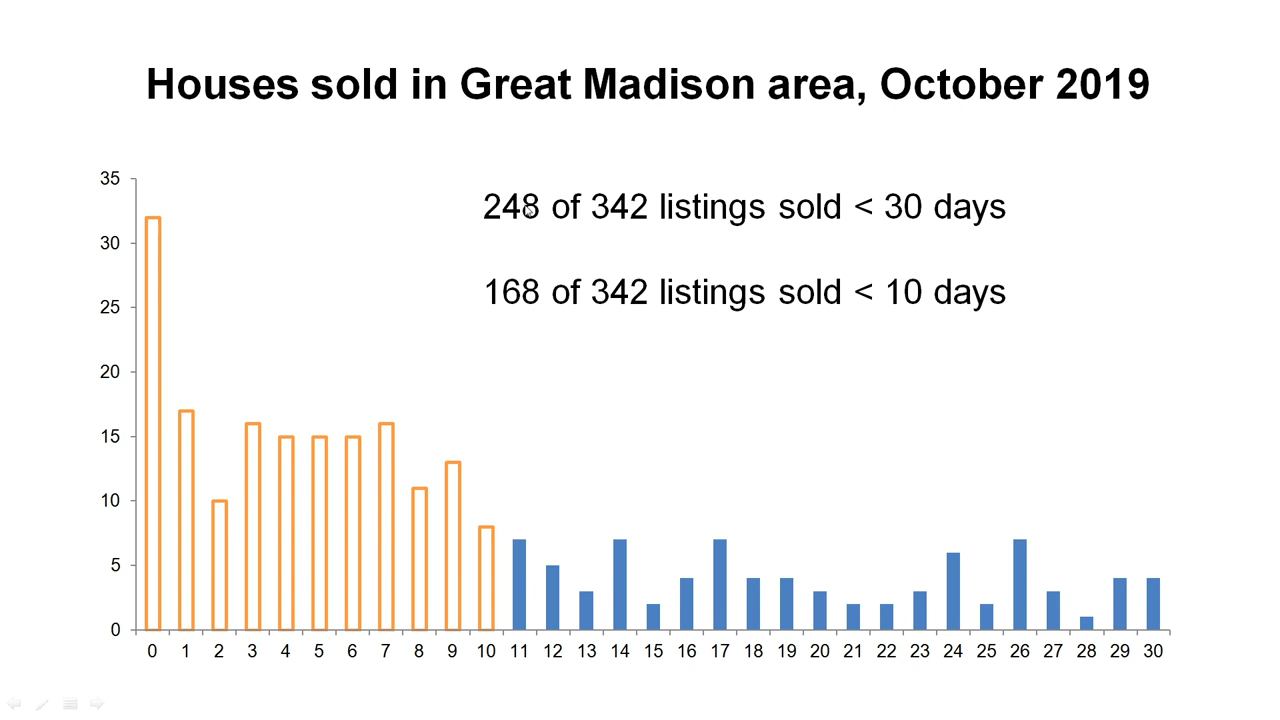 Houses sold in Great Madison area, October 2019
248 of 342 listings sold < 30 days
168 of 342 listings sold < 10 days
35
30
25
20
15
10
5
0
0 1 2 3 4 5 6 7 8 9 10 11 12 13 14 15 16 17 18 19 20 21 22 23 24 25 26 27 28 29 30